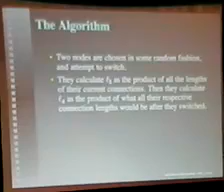 The Algorithm
• Two nodes are chosen in some random fashion,
and attempt to switch.
• They calculate ℓ₁ as the product of all the lengths
of their current connections. Then they calculate
ℓ₂ as the product of what all their respective
connection lengths would be after they switched.